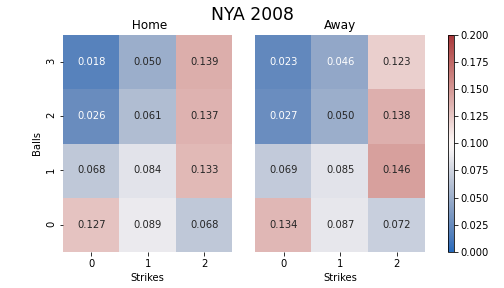 NYA 2008
Home
Away
3 0.018 0.050 0.139
0.023 0.046 0.123
2 0.026 0.061 0.137
0.027 0.050 0.138
1 0.068 0.084 0.133
0.069 0.085 0.146
0 0.127 0.089 0.068
0.134 0.087 0.072
Balls
0 1 2
0 1 2
Strikes
Strikes
0.200
0.175
0.150
0.125
0.100
0.075
0.050
0.025
0.000